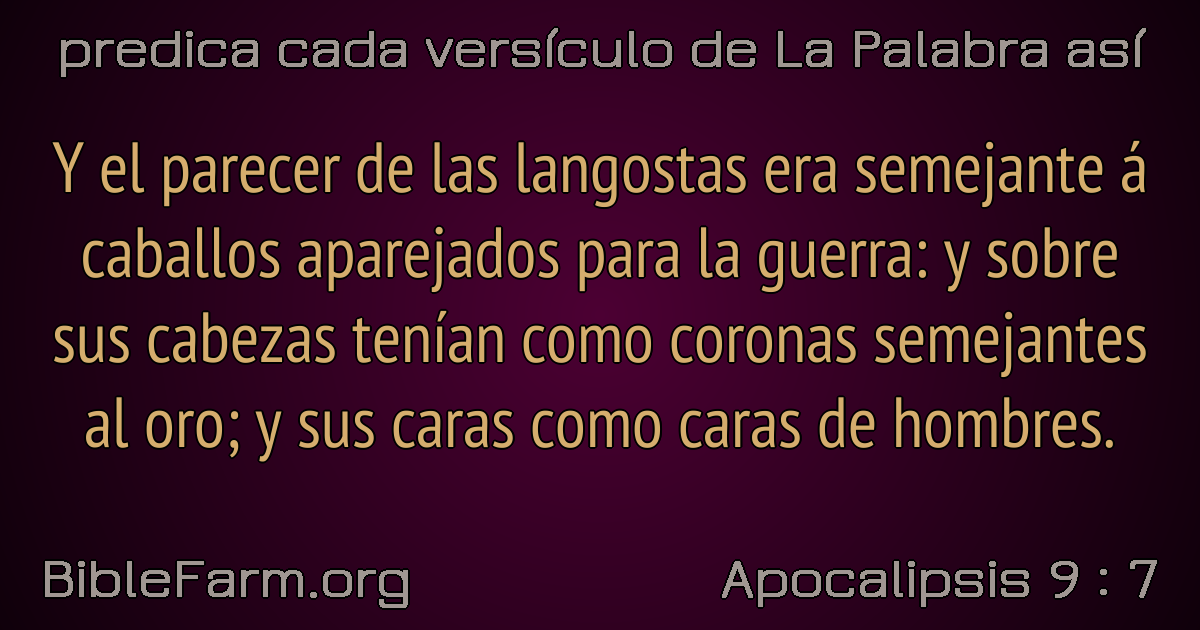 predica cada versículo de La Palabra así
Y el parecer de las langostas era semejante á
caballos aparejados para la guerra: y sobre
sus cabezas tenían como coronas semejantes
al oro; y sus caras como caras de hombres.
BibleFarm.org
Apocalipsis 9 : 7